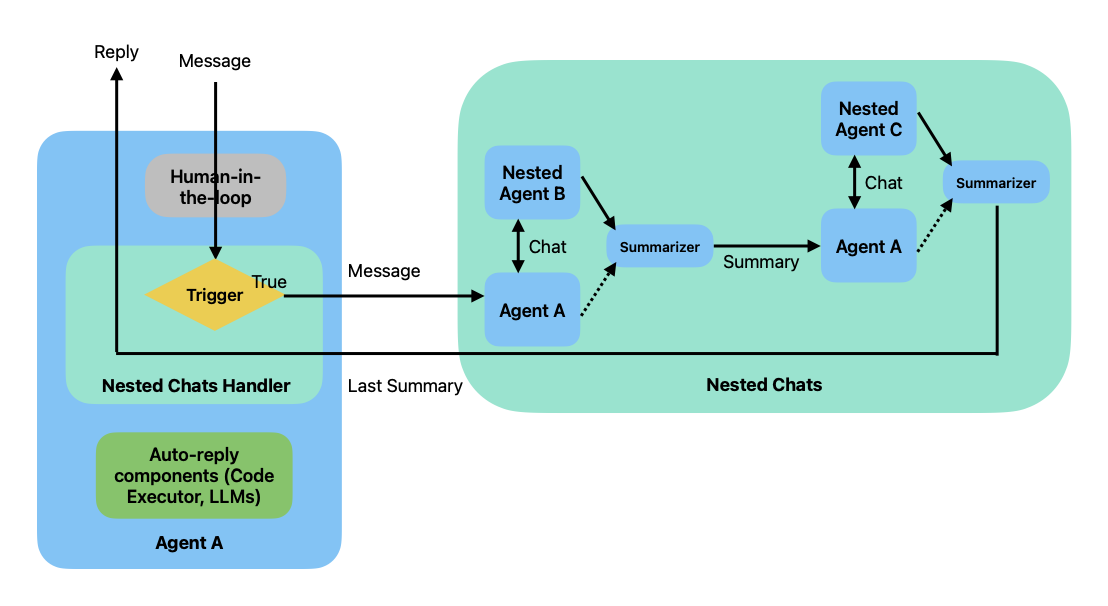 Reply
Message
Human-in-
the-loop
Trigger
True
Message
Nested Chats Handler
Last Summary
Auto-reply
components (Code
Executor, LLMs)
Agent A
Nested
Agent B
Chat
Agent A
Summarizer
Summary
Nested
Agent C
Chat
Agent A
Summarizer
Nested Chats